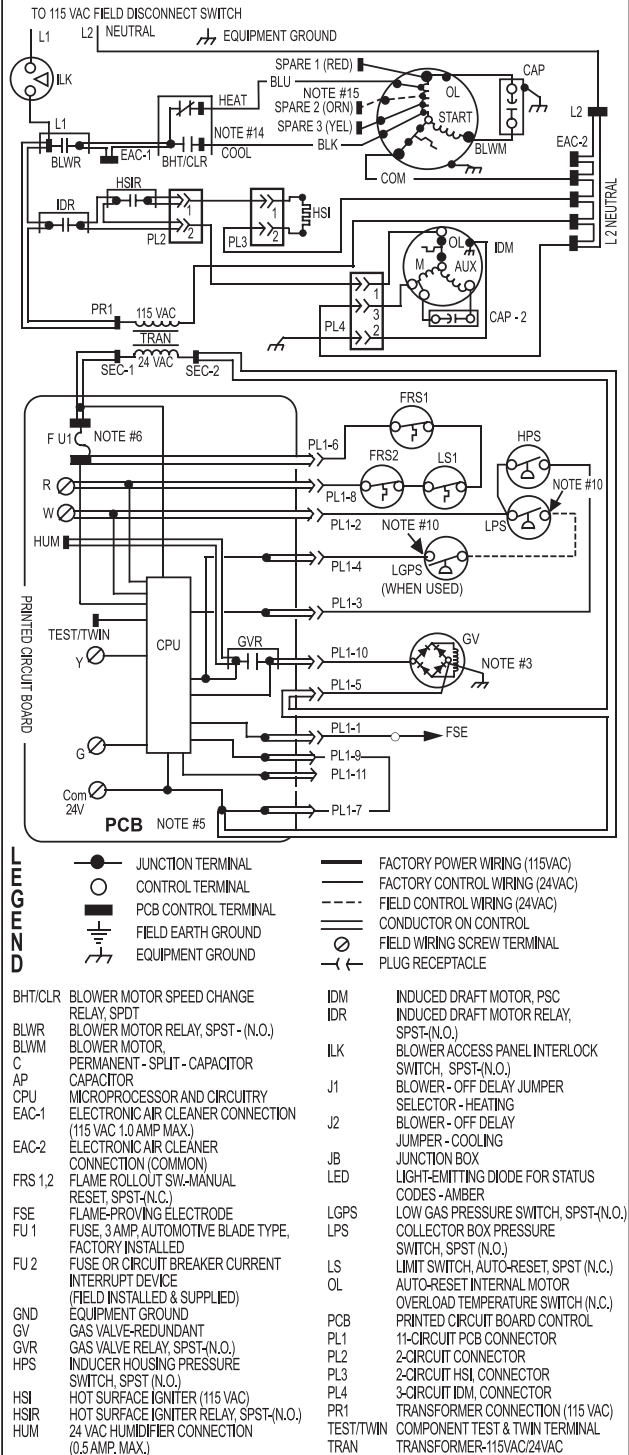 TO 115 VAC FIELD DISCONNECT SWITCH
L1 L2 NEUTRAL EQUIPMENT GROUND
ILK
SPARE 1 (RED)
CAP
BLU
OL
HEAT
NOTE #15
SPARE 2 (ORN)
START
L2
L1
NOTE #14
SPARE 3 (YEL)
BLWR
EAC-1
BHT/CLR
COOL
BLK
BLWM
EAC-2
COM
HSIR
IDR
1
2
PL2
1
2
PL3
HSI
L2 NEUTRAL
OL
IDM
M
AUX
PR1
115 VAC
1
3
2
PL4
CAP - 2
TRAN
24 VAC
SEC-1
SEC-2
FRS1
F U1
NOTE #6
PL1-6
HPS
FRS2
LS1
R
PL1-8
NOTE #10
W
PL1-2
NOTE #10
LPS
HUM
PL1-4
LGPS
(WHEN USED)
PL1-3
PRINTED CIRCUIT BOARD
TEST/TWIN
CPU
GVR
GV
Y
PL1-10
NOTE #3
PL1-5
PL1-1
FSE
G
PL1-9
PL1-11
Com
24V
PL1-7
PCB NOTE #5
LEGEND
JUNCTION TERMINAL
CONTROL TERMINAL
PCB CONTROL TERMINAL
FIELD EARTH GROUND
EQUIPMENT GROUND
FACTORY POWER WIRING (115VAC)
FACTORY CONTROL WIRING (24VAC)
FIELD CONTROL WIRING (24VAC)
CONDUCTOR ON CONTROL
FIELD WIRING SCREW TERMINAL
PLUG RECEPTACLE
BHT/CLR BLOWER MOTOR SPEED CHANGE
RELAY, SPDT
BLWR BLOWER MOTOR RELAY, SPST - (N.O.)
BLWM BLOWER MOTOR,
C PERMANENT - SPLIT - CAPACITOR
AP CAPACITOR
CPU MICROPROCESSOR AND CIRCUITRY
EAC-1 ELECTRONIC AIR CLEANER CONNECTION
(115 VAC 1.0 AMP MAX.)
EAC-2 ELECTRONIC AIR CLEANER
CONNECTION (COMMON)
FRS 1,2 FLAME ROLLOUT SW.-MANUAL
RESET, SPST-(N.C.)
FSE FLAME-PROVING ELECTRODE
FU 1 FUSE, 3 AMP, AUTOMOTIVE BLADE TYPE,
FACTORY INSTALLED
FU 2 FUSE OR CIRCUIT BREAKER CURRENT
INTERRUPT DEVICE
(FIELD INSTALLED & SUPPLIED)
GND EQUIPMENT GROUND
GV GAS VALVE-REDUNDANT
GVR GAS VALVE RELAY, SPST-(N.O.)
HPS INDUCER HOUSING PRESSURE
SWITCH, SPST (N.O.)
HSI HOT SURFACE IGNITER (115 VAC)
HSIR HOT SURFACE IGNITER RELAY, SPST-(N.O.)
HUM 24 VAC HUMIDIFIER CONNECTION
(0.5 AMP. MAX.)
IDM INDUCED DRAFT MOTOR, PSC
IDR INDUCED DRAFT MOTOR RELAY,
SPST-(N.O.)
ILK BLOWER ACCESS PANEL INTERLOCK
SWITCH, SPST-(N.O.)
J1 BLOWER - OFF DELAY JUMPER
SELECTOR - HEATING
J2 BLOWER - OFF DELAY
JUMPER - COOLING
JB JUNCTION BOX
LED LIGHT-EMITTING DIODE FOR STATUS
CODES - AMBER
LGPS LOW GAS PRESSURE SWITCH, SPST-(N.O.)
LPS COLLECTOR BOX PRESSURE
SWITCH, SPST (N.O.)
LS LIMIT SWITCH, AUTO-RESET, SPST (N.C.)
OL AUTO-RESET INTERNAL MOTOR
OVERLOAD TEMPERATURE SWITCH (N.C.)
PCB PRINTED CIRCUIT BOARD CONTROL
PL1 11-CIRCUIT PCB CONNECTOR
PL2 2-CIRCUIT CONNECTOR
PL3 2-CIRCUIT HSI, CONNECTOR
PL4 3-CIRCUIT IDM, CONNECTOR
PR1 TRANSFORMER CONNECTION (115 VAC)
TEST/TWIN COMPONENT TEST & TWIN TERMINAL
TRAN TRANSFORMER-115VAC/24VAC